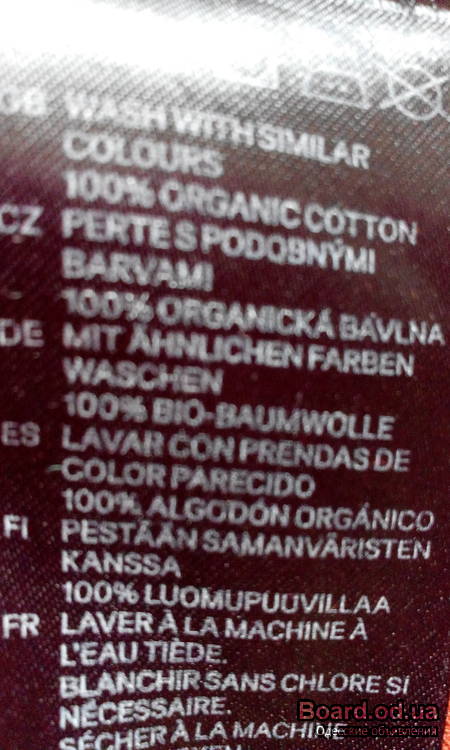 GB WASH WITH SIMILAR
COLOURS
100% ORGANIC COTTON
CZ PERTE S PODOBNÝMI
BARVAMI
100% ORGANICKÁ BAVLNA
DE MIT ÄHNLICHEN FARBEN
WASCHEN
100% BIO-BAUMWOLLE
ES LAVAR CON PRENDAS DE
COLOR PARECIDO
100% ALGODÓN ORGÁNICO
FI PESTÄÄN SAMANVÄRISTEN
KANSSA
100% LUOMUPUUVILLAA
FR LAVER À LA MACHINE À
L'EAU TIÈDE.
BLANCHIR SANS CHLORE SI
NÉCESSAIRE.
SÉCHER À LA MACHINE
Board.od.ua
Одесские объявления